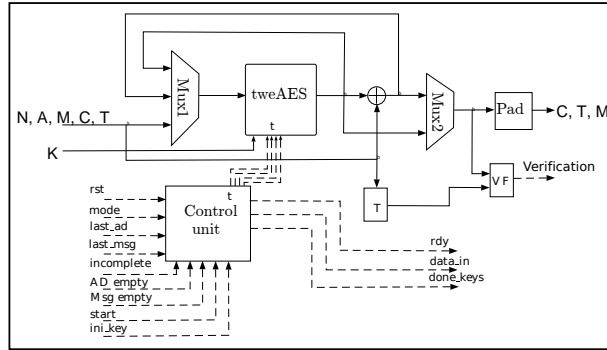 Mux1
tweAES
t
Mux2
Pad
C, T, M
N, A, M, C, T
K
T
VF
Verification
t
Control
unit
rst
mode
last_ad
last_msg
incomplete
AD empty
Msg empty
start
ini_key
rdy
data_in
done_keys